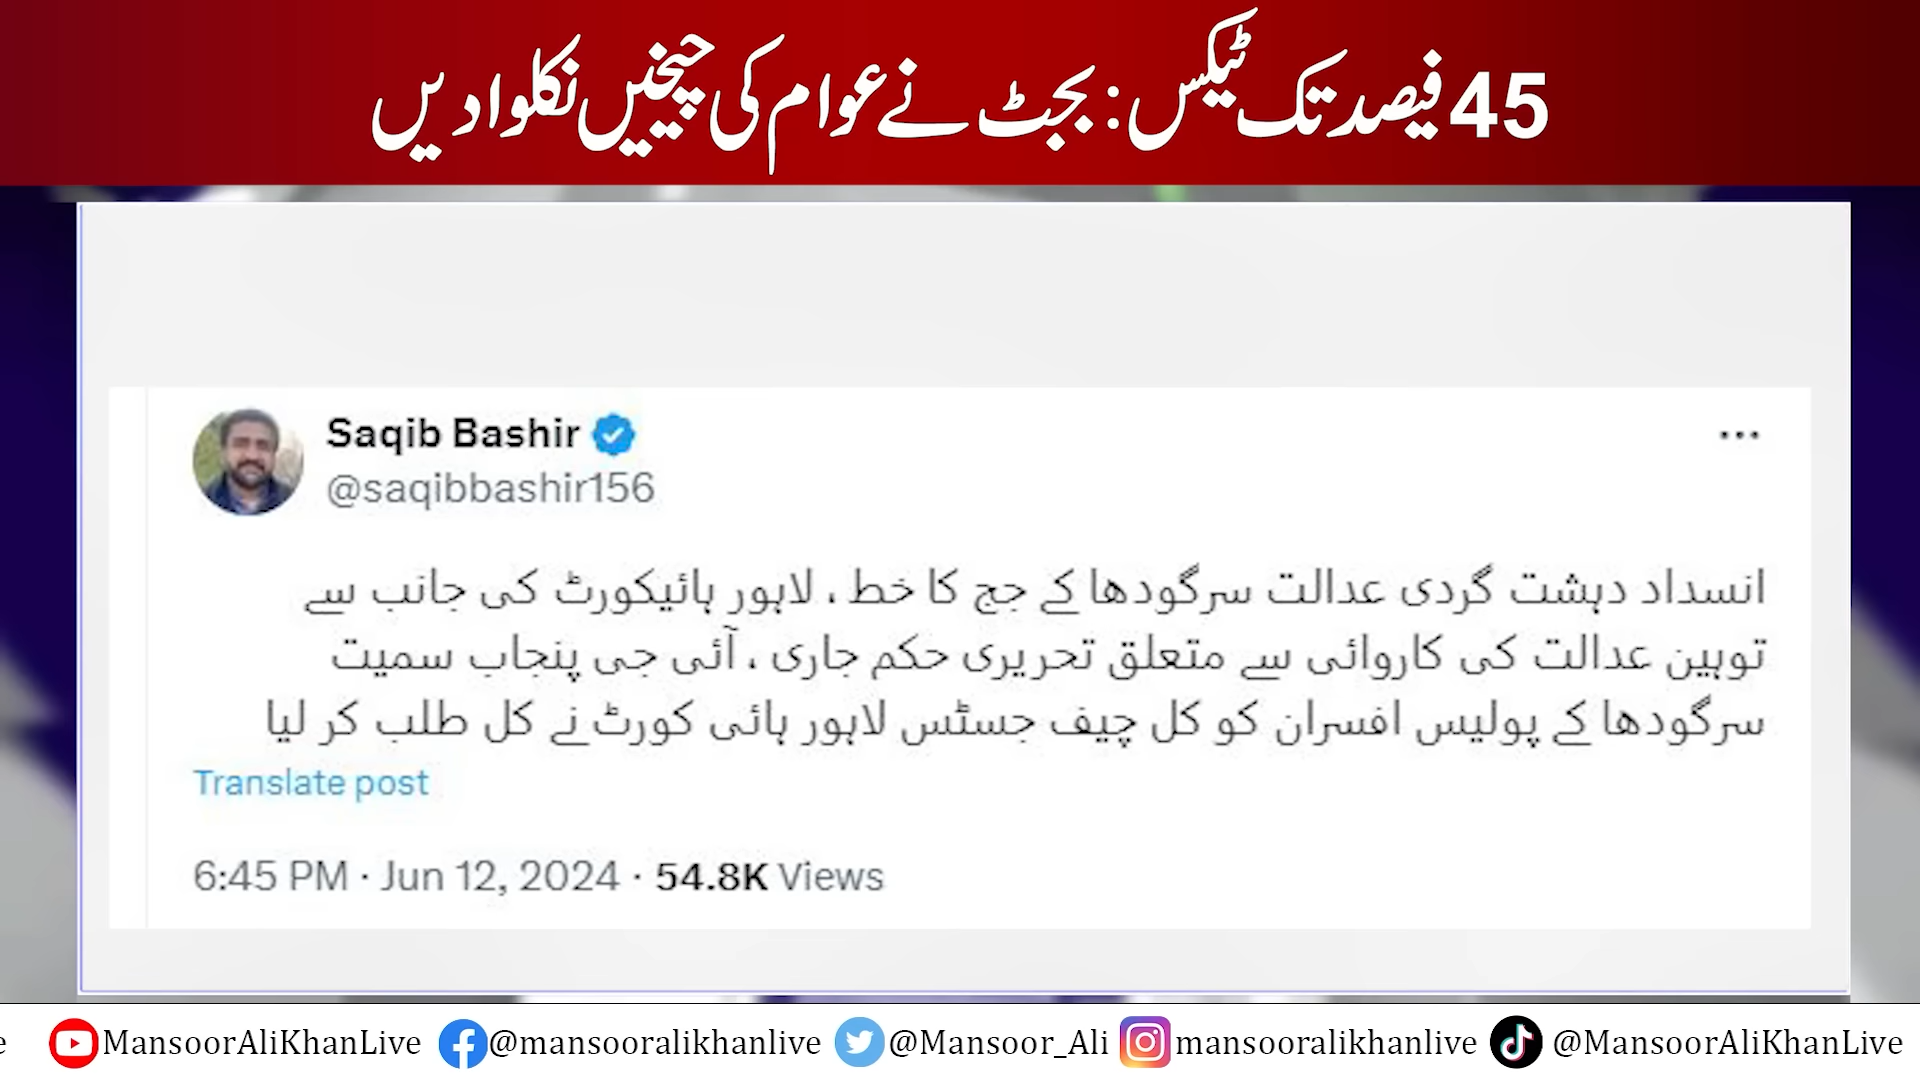 45 فیصد تک ٹیکس: بجٹ نے عوام کی چیخیں نکلوا دیں
Saqib Bashir
@saqibbashir156
انسداد دہشت گردی عدالت سرگودھا کے جج کا خط ، لاہور ہائیکورٹ کی جانب سے
توہین عدالت کی کاروائی سے متعلق تحریری حکم جاری ، آئی جی پنجاب سمیت
سرگودھا کے پولیس افسران کو کل چیف جسٹس لاہور ہائی کورٹ نے کل طلب کر لیا
Translate post
6:45 PM · Jun 12, 2024 · 54.8K Views
e MansoorAliKhanLive @mansooralikhanlive @Mansoor_Ali mansooralikhanlive @MansoorAliKhanLive